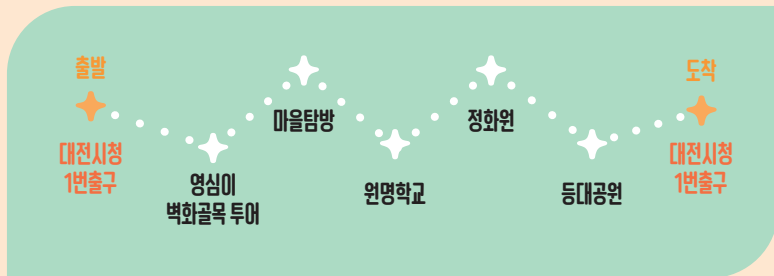 출발
대전시청
1번출구
영심이
벽화골목 투어
마을탐방
원명학교
정화원
등대공원
도착
대전시청
1번출구